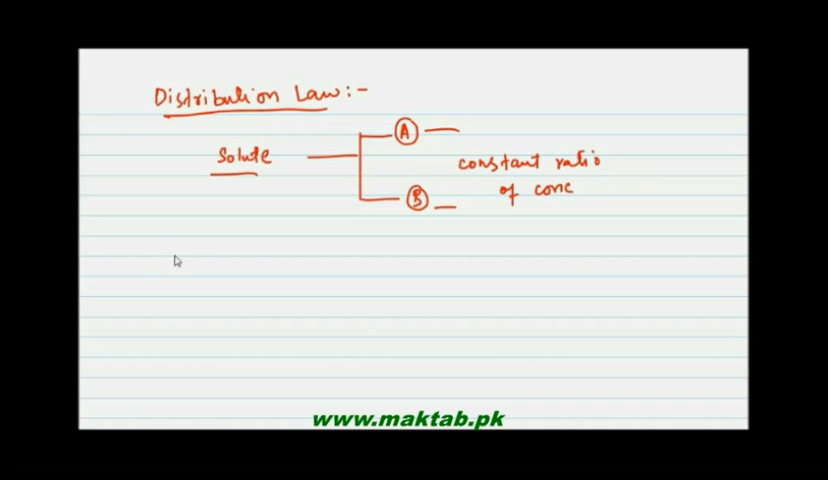 Distribution Law:-
Solute
A
constant ratio
of conc
B
www.maktab.pk